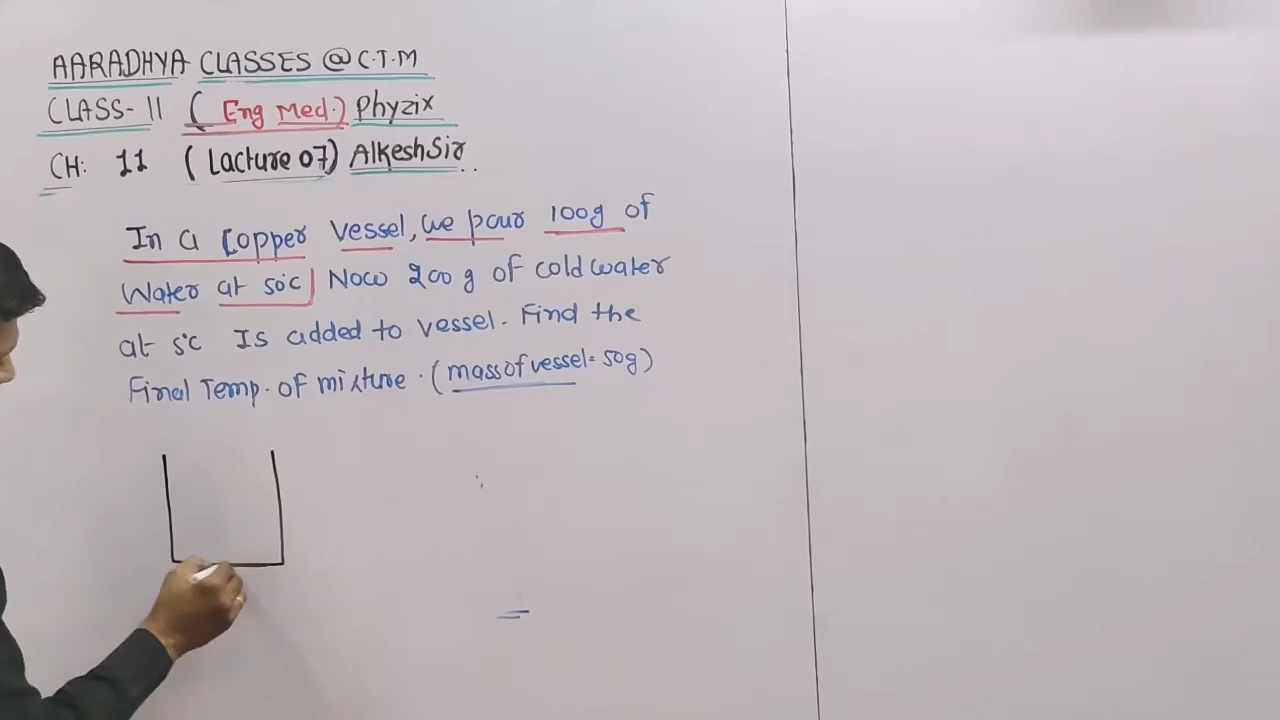 AARADHYA CLASSES @ C.T.M
CLASS-11 ( Eng Med.) Phyzix
CH: 11 ( Lacture 07) AlkeshSir..
In a Copper Vessel, we pour 100g of
Water at 50°C Now 200 g of cold water
at 5°C Is added to vessel. Find the
Final Temp. of mixture. (mass of vessel = 50g)